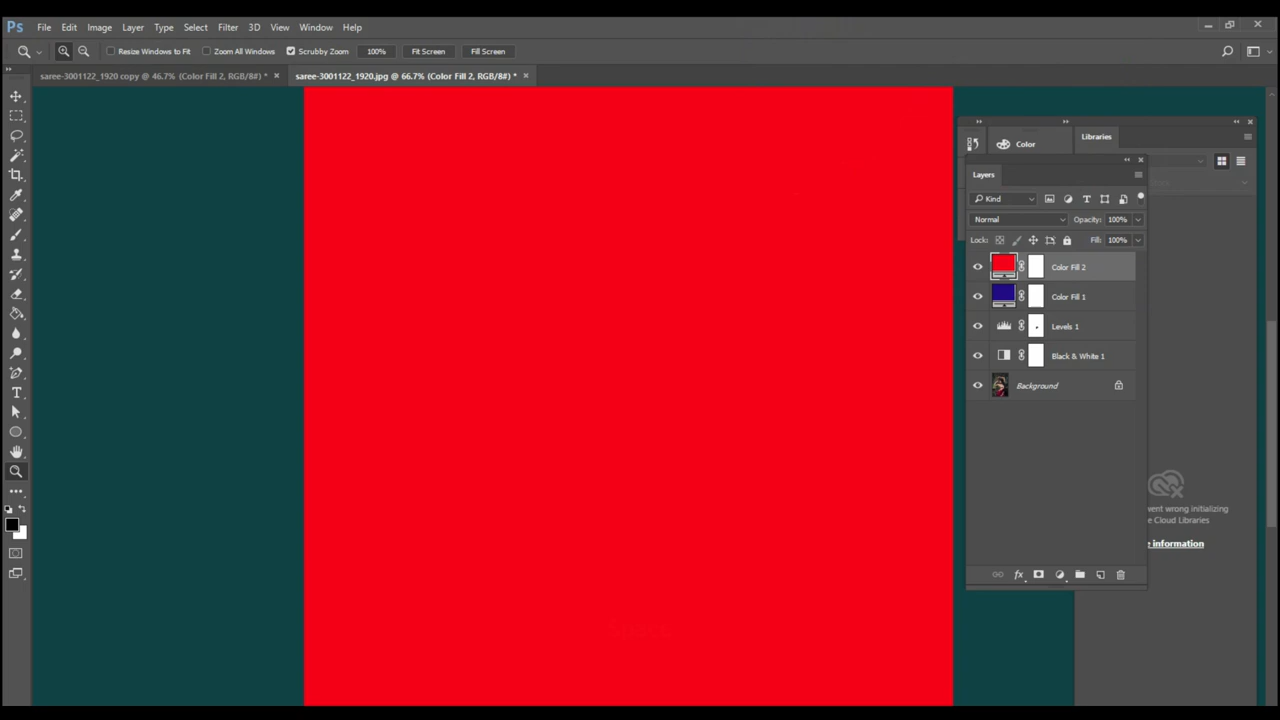 Ps File Edit Image Layer Type Select Filter 3D View Window Help
Resize Windows to Fit Zoom All Windows Scrubby Zoom 100% Fit Screen Fill Screen
saree-3001122_1920 copy @ 46.7% (Color Fill 2, RGB/8#) * × saree-3001122_1920.jpg @ 66.7% (Color Fill 2, RGB/8#) * ×
Color Libraries
Layers
Kind
Normal Opacity: 100%
Lock: Fill: 100%
Color Fill 2
Color Fill 1
Levels 1
Black & White 1
Background
went wrong initializing
e Cloud Libraries
e information
fx
Space